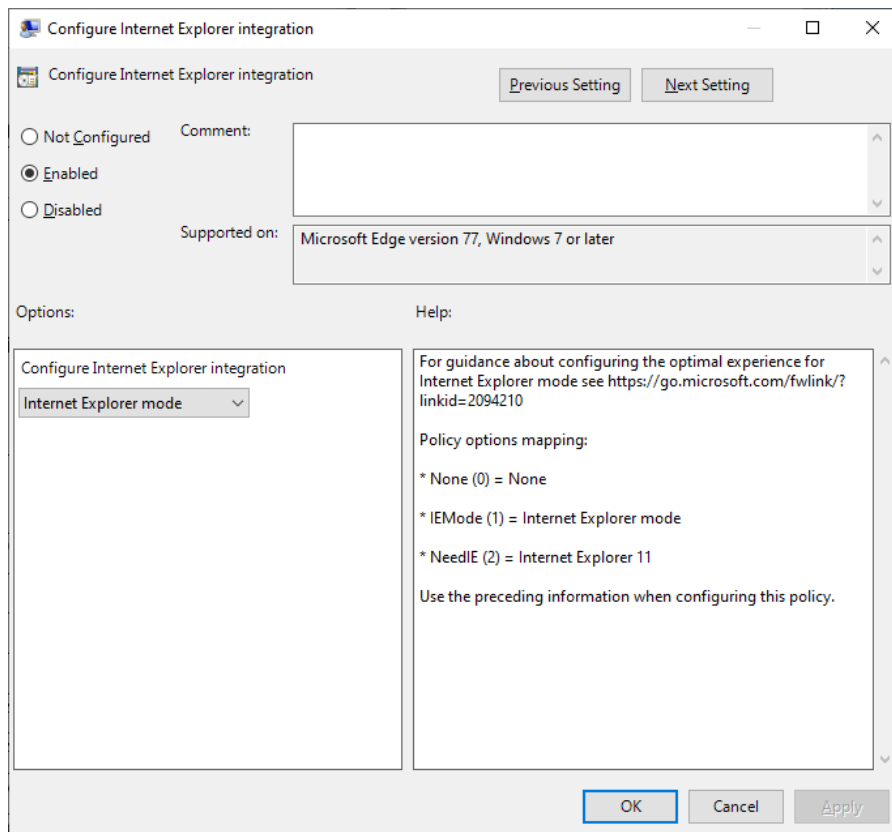 Configure Internet Explorer integration
Configure Internet Explorer integration
Previous Setting
Next Setting
Not Configured
Comment:
Enabled
Disabled
Supported on:
Microsoft Edge version 77, Windows 7 or later
Options:
Help:
Configure Internet Explorer integration
Internet Explorer mode
For guidance about configuring the optimal experience for
Internet Explorer mode see https://go.microsoft.com/fwlink/?
linkid=2094210
Policy options mapping:
* None (0) = None
* IEMode (1) = Internet Explorer mode
* NeedIE (2) = Internet Explorer 11
Use the preceding information when configuring this policy.
OK
Cancel
Apply